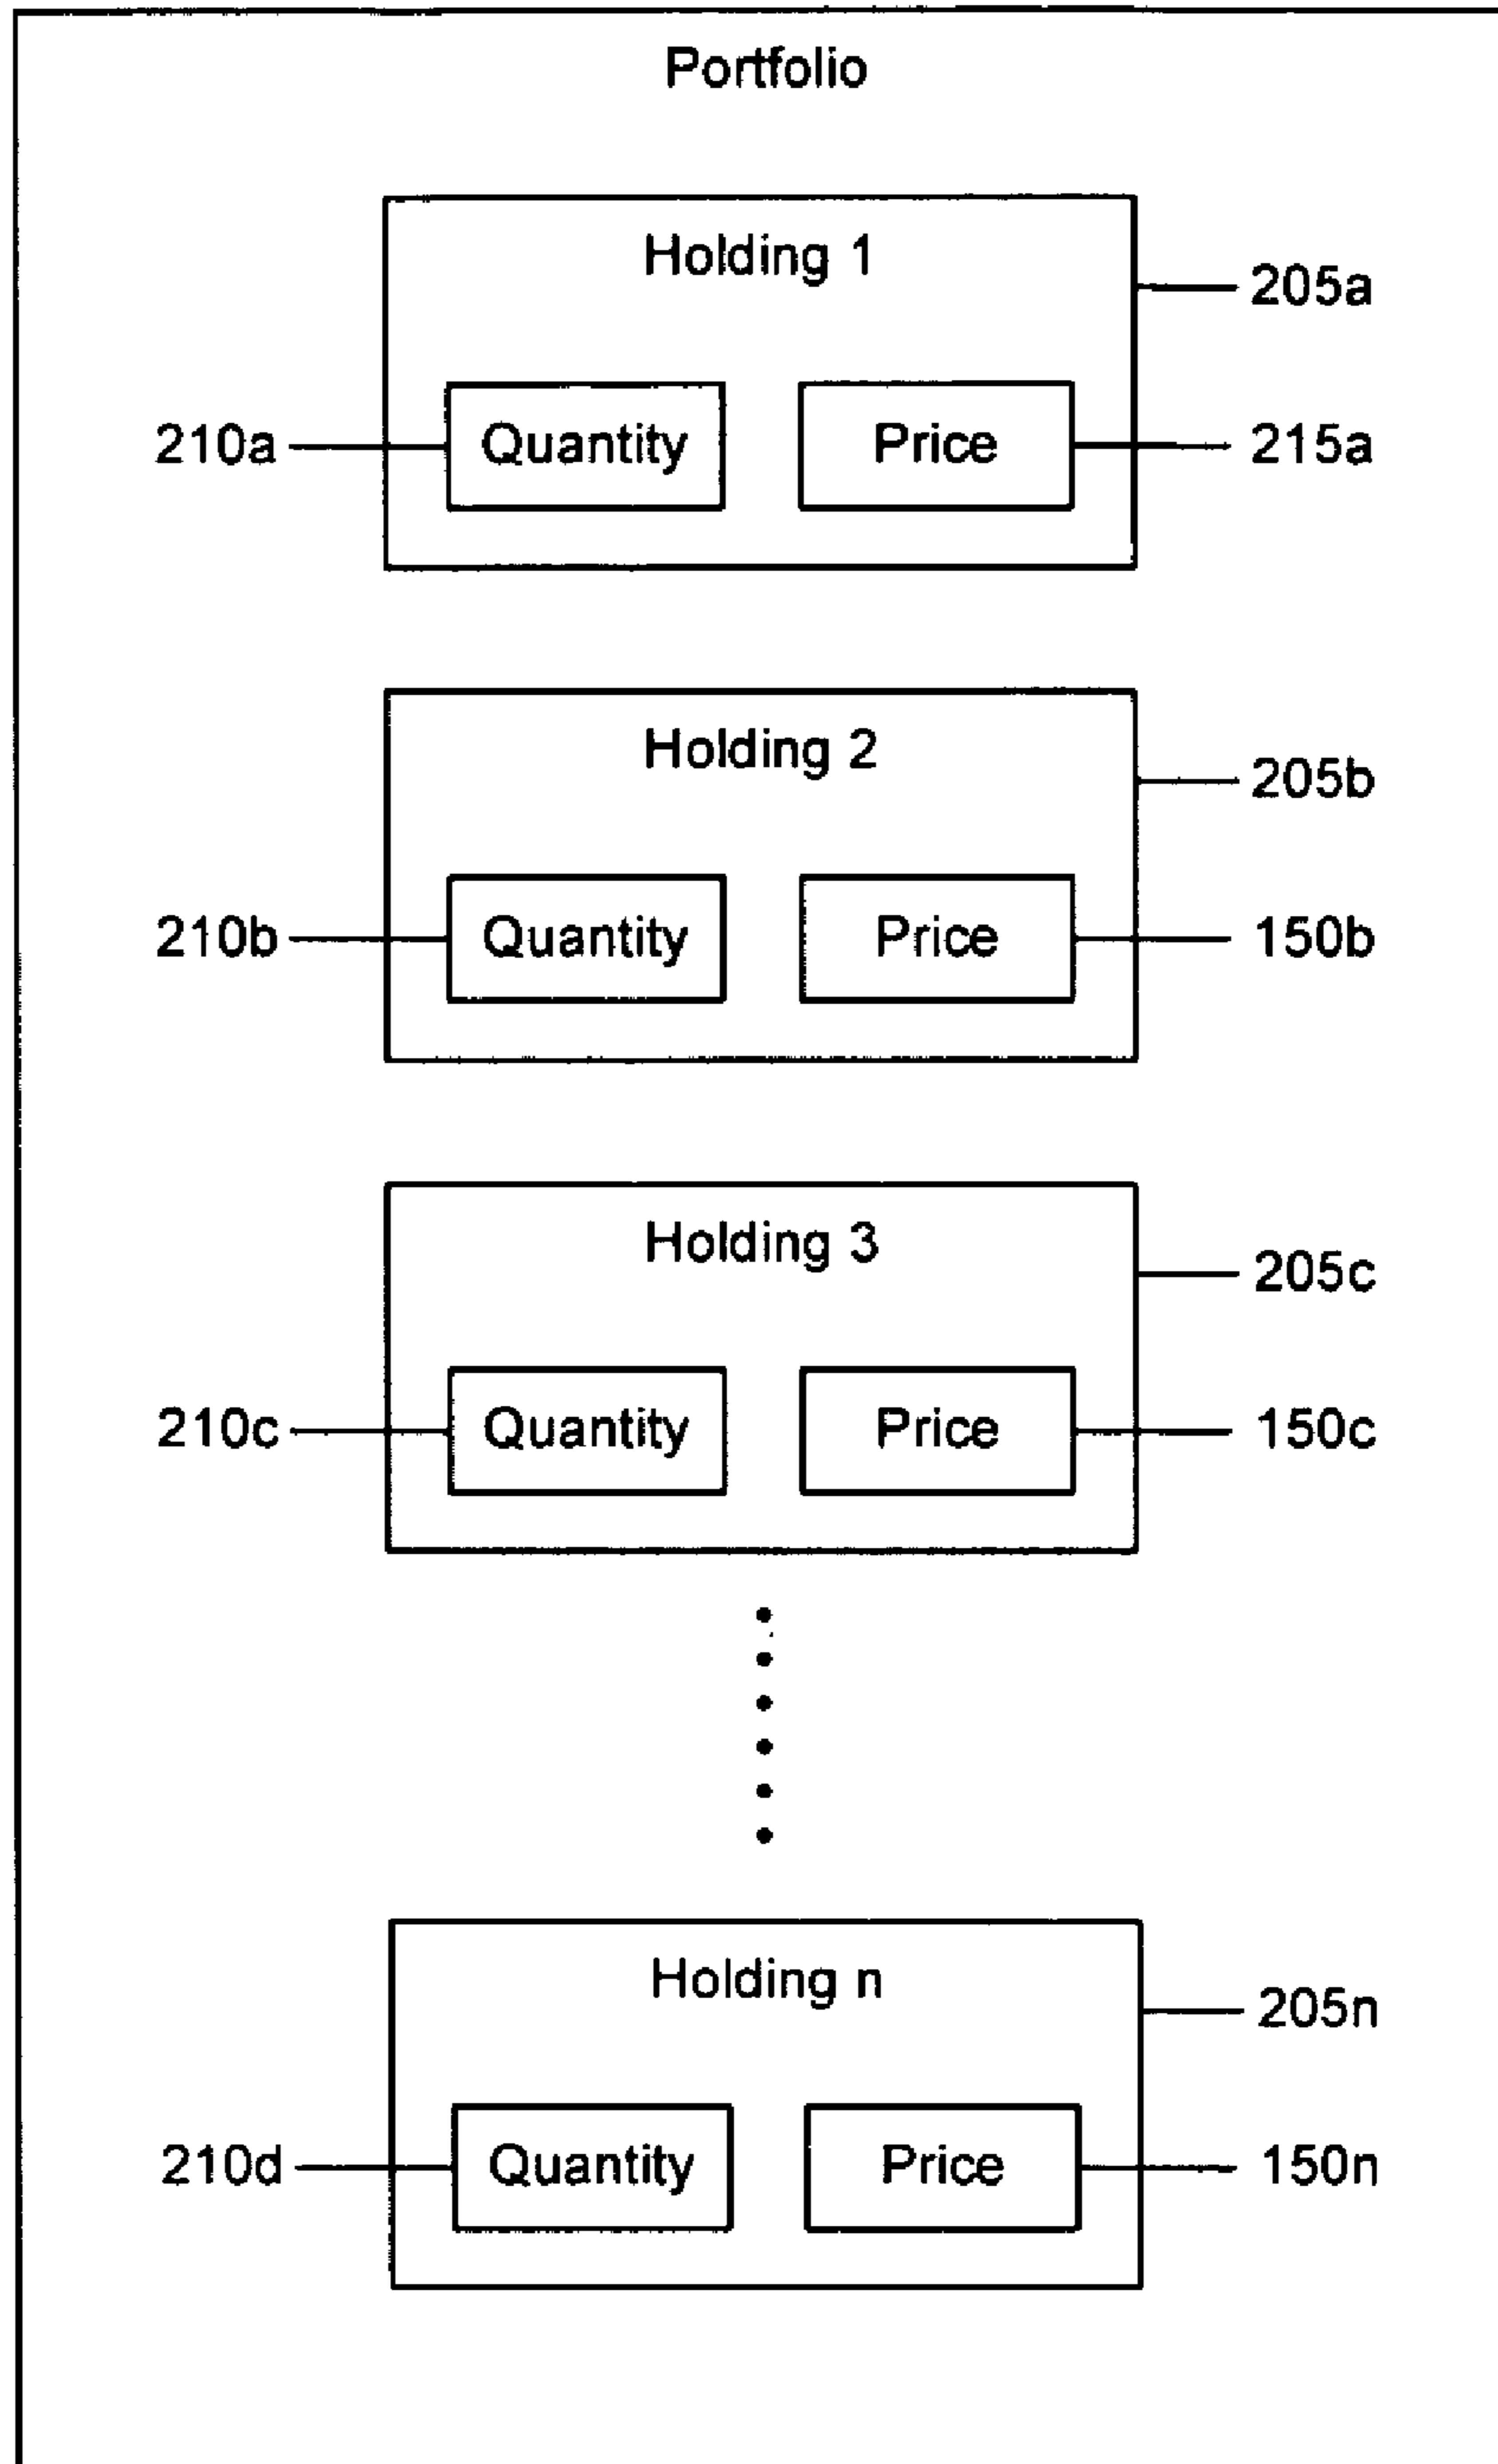 Portfolio
Holding 1
205a
210a Quantity Price 215a
Holding 2
205b
210b Quantity Price 150b
Holding 3
205c
210c Quantity Price 150c
Holding n
205n
210d Quantity Price 150n